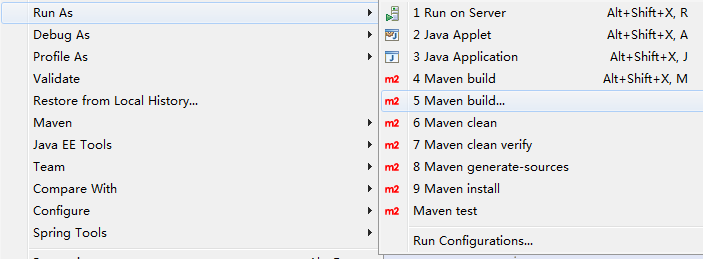 Run As
Debug As
Profile As
Validate
Restore from Local History...
Maven
Java EE Tools
Team
Compare With
Configure
Spring Tools
1 Run on Server Alt+Shift+X, R
2 Java Applet Alt+Shift+X, A
3 Java Application Alt+Shift+X, J
m2 4 Maven build Alt+Shift+X, M
m2 5 Maven build...
m2 6 Maven clean
m2 7 Maven clean verify
m2 8 Maven generate-sources
m2 9 Maven install
m2 Maven test
Run Configurations...